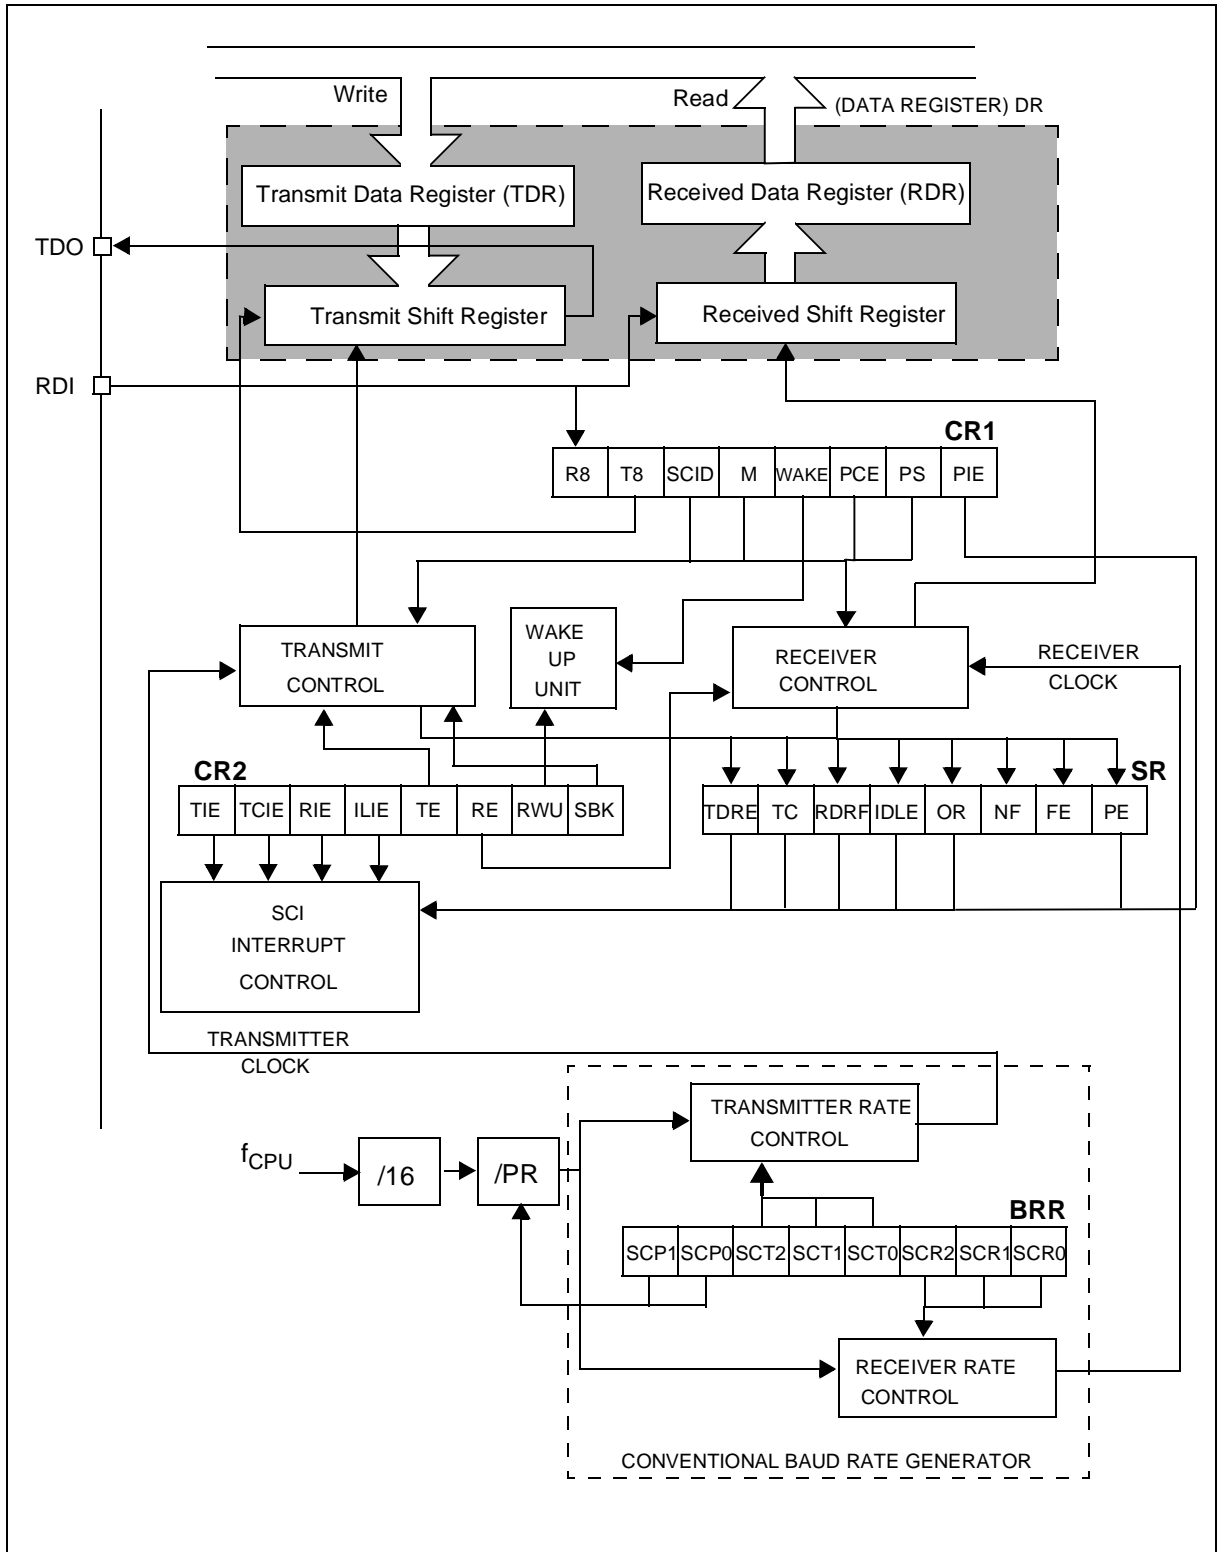 Write
Read
(DATA REGISTER) DR
Transmit Data Register (TDR)
Received Data Register (RDR)
TDO
Transmit Shift Register
Received Shift Register
RDI
CR1
R8 T8 SCID M WAKE PCE PS PIE
TRANSMIT
CONTROL
WAKE
UP
UNIT
RECEIVER
CONTROL
RECEIVER
CLOCK
CR2
TIE TCIE RIE ILIE TE RE RWU SBK
SR
TDRE TC RDRF IDLE OR NF FE PE
SCI
INTERRUPT
CONTROL
TRANSMITTER
CLOCK
TRANSMITTER RATE
CONTROL
fCPU
/16
/PR
BRR
SCP1 SCP0 SCT2 SCT1 SCT0 SCR2 SCR1 SCR0
RECEIVER RATE
CONTROL
CONVENTIONAL BAUD RATE GENERATOR